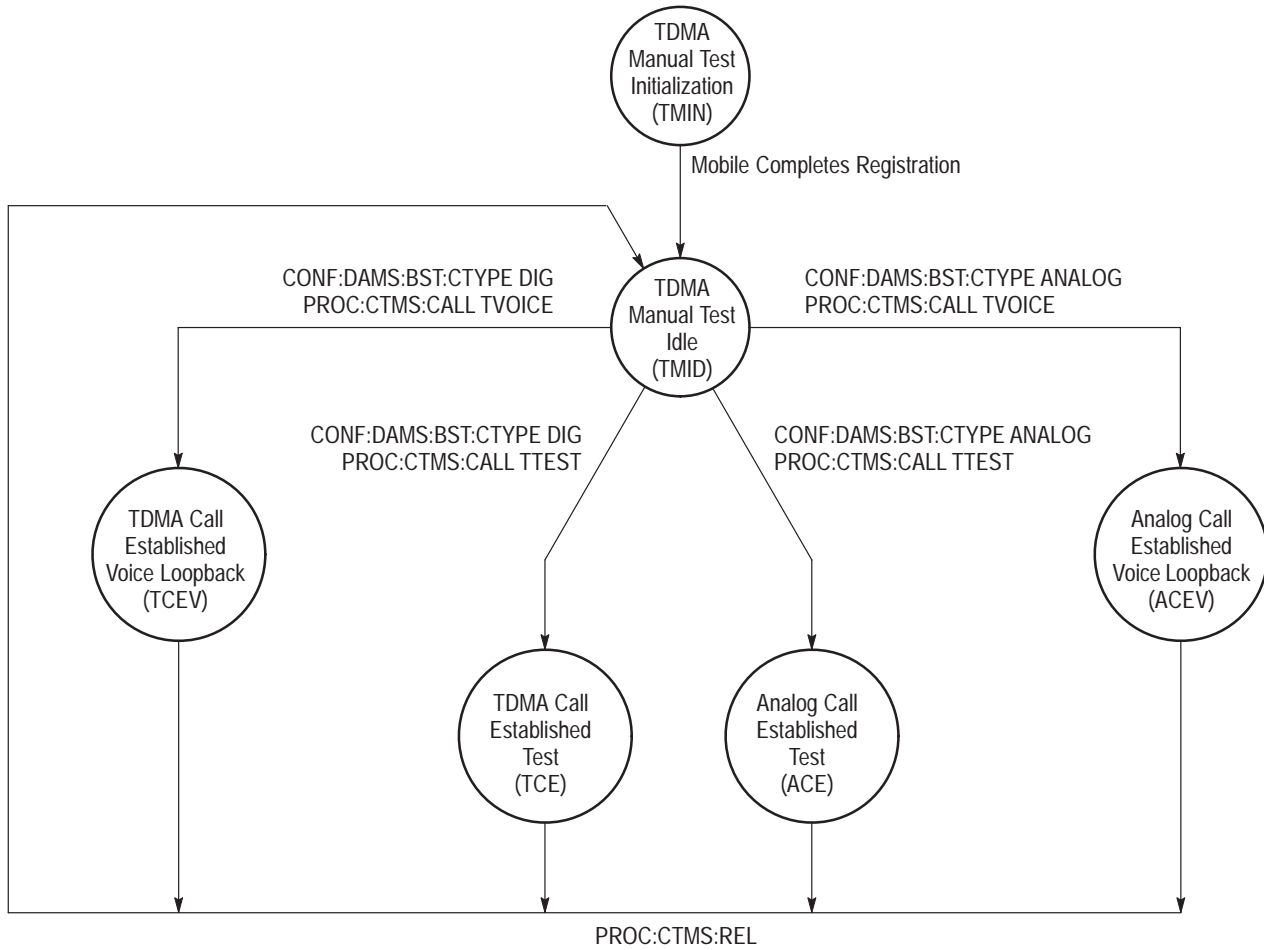 TDMA
Manual Test
Initialization
(TMIN)
Mobile Completes Registration
CONF:DAMS:BST:CTYPE DIG
PROC:CTMS:CALL TVOICE
TDMA
Manual Test
Idle
(TMID)
CONF:DAMS:BST:CTYPE ANALOG
PROC:CTMS:CALL TVOICE
CONF:DAMS:BST:CTYPE DIG
PROC:CTMS:CALL TTEST
CONF:DAMS:BST:CTYPE ANALOG
PROC:CTMS:CALL TTEST
TDMA Call
Established
Voice Loopback
(TCEV)
Analog Call
Established
Voice Loopback
(ACEV)
TDMA Call
Established
Test
(TCE)
Analog Call
Established
Test
(ACE)
PROC:CTMS:REL